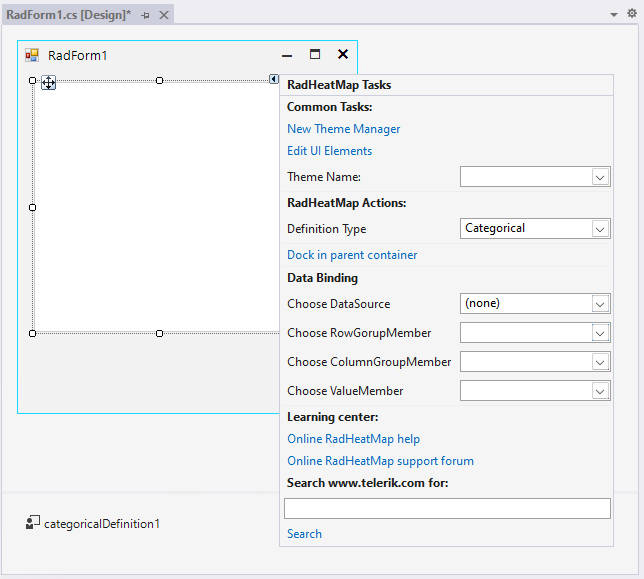 RadForm1.cs [Design]*
RadForm1
RadHeatMap Tasks
Common Tasks:
New Theme Manager
Edit UI Elements
Theme Name:
RadHeatMap Actions:
Definition Type Categorical
Dock in parent container
Data Binding
Choose DataSource (none)
Choose RowGorupMember
Choose ColumnGroupMember
Choose ValueMember
Learning center:
Online RadHeatMap help
Online RadHeatMap support forum
Search www.telerik.com for:
Search
categoricalDefinition1